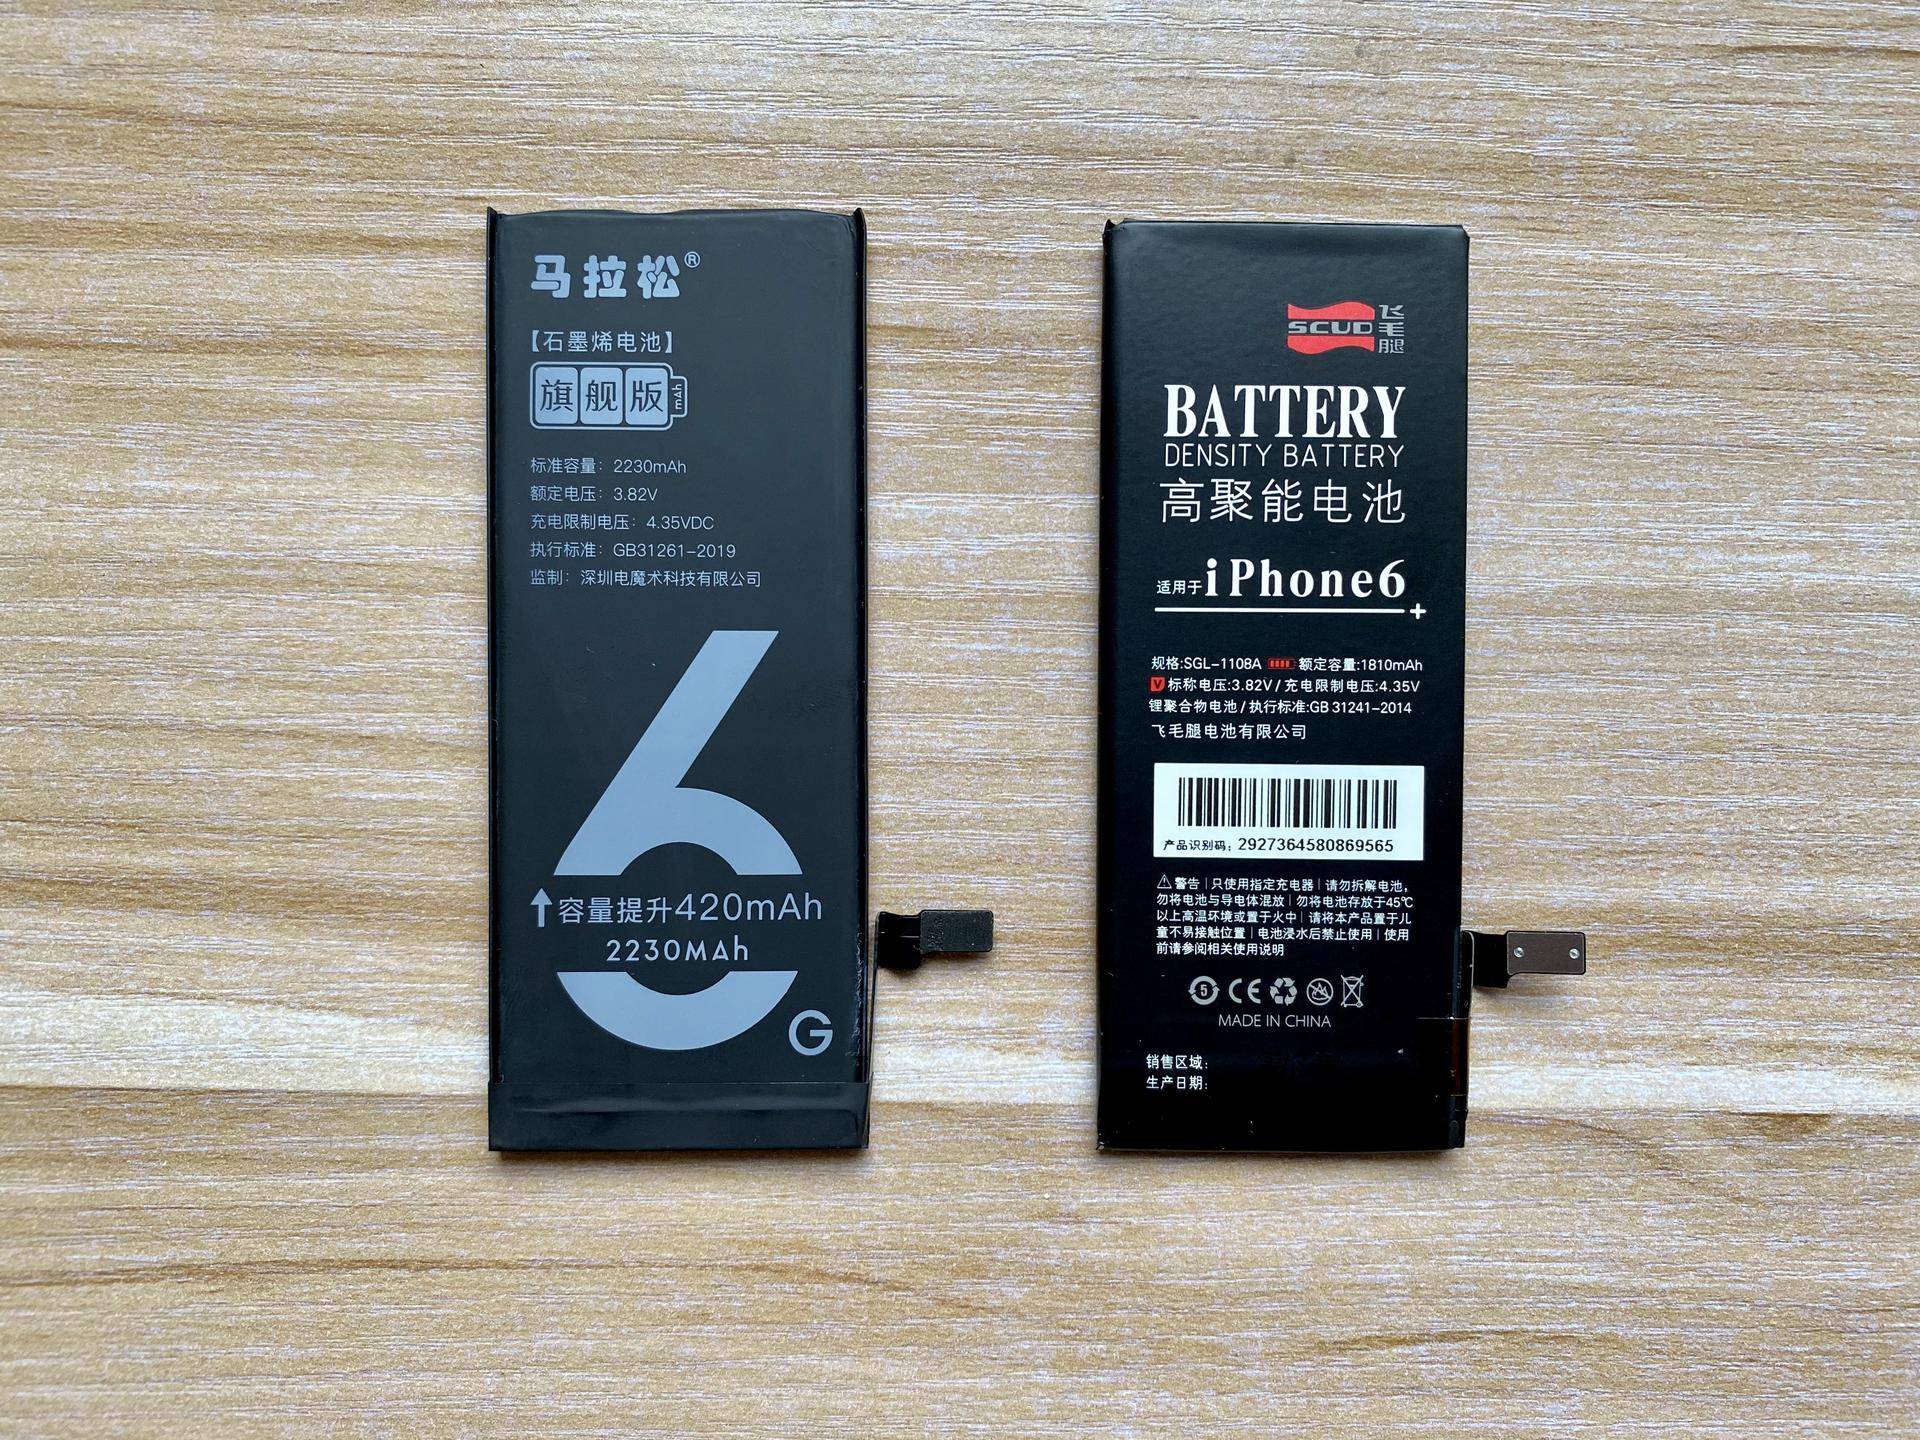 马拉松®
【石墨烯电池】
旗舰版 mAh
标准容量：2230mAh
额定电压：3.82V
充电限制电压：4.35VDC
执行标准：GB31261-2019
监制：深圳电魔术科技有限公司
6
↑容量提升420mAh
2230MAh
G
SCUD 飞毛腿
BATTERY
DENSITY BATTERY
高聚能电池
适用于iPhone6
+
规格:SGL-1108A 额定容量:1810mAh
V 标称电压:3.82V/充电限制电压:4.35V
锂聚合物电池/执行标准:GB 31241-2014
飞毛腿电池有限公司
产品识别码：2927364580869565
⚠警告|只使用指定充电器|请勿拆解电池，
勿将电池与导电体混放|勿将电池存放于45℃
以上高温环境或置于火中|请将本产品置于儿
童不易接触位置|电池浸水后禁止使用|使用
前请参阅相关使用说明
5 CE
MADE IN CHINA
销售区域：
生产日期：